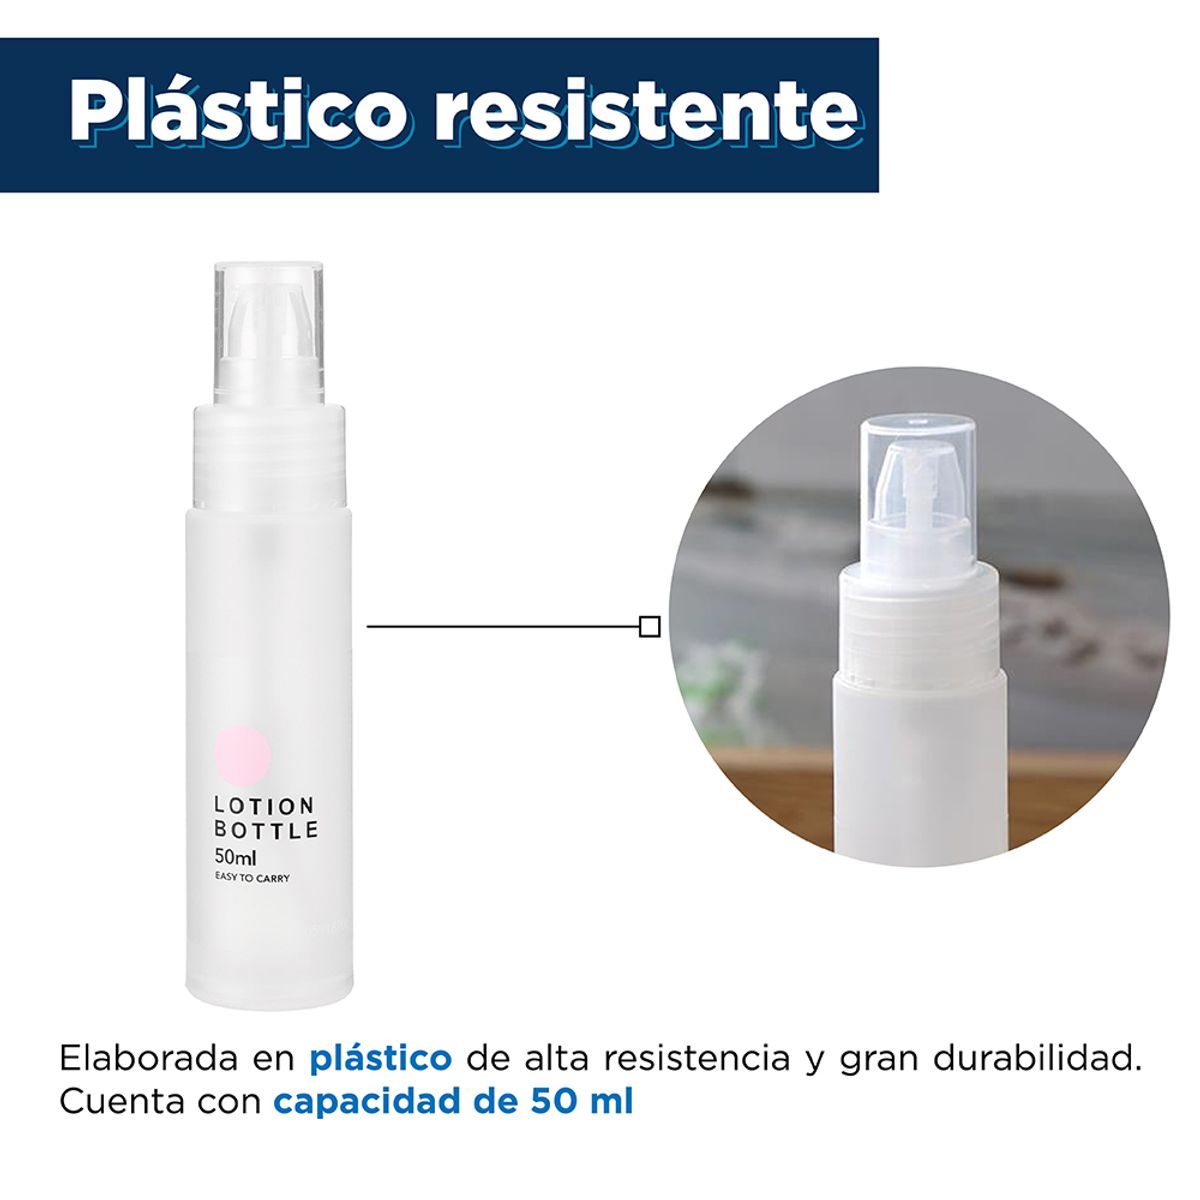 Plástico resistente
LOTION
BOTTLE
50ml
EASY TO CARRY
Elaborada en plástico de alta resistencia y gran durabilidad.
Cuenta con capacidad de 50 ml